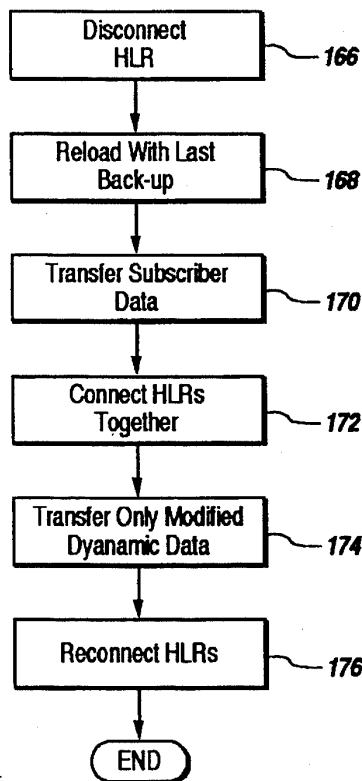 Disconnect
HLR
166
Reload With Last
Back-up
168
Transfer Subscriber
Data
170
Connect HLRs
Together
172
Transfer Only Modified
Dyanamic Data
174
Reconnect HLRs
176
END